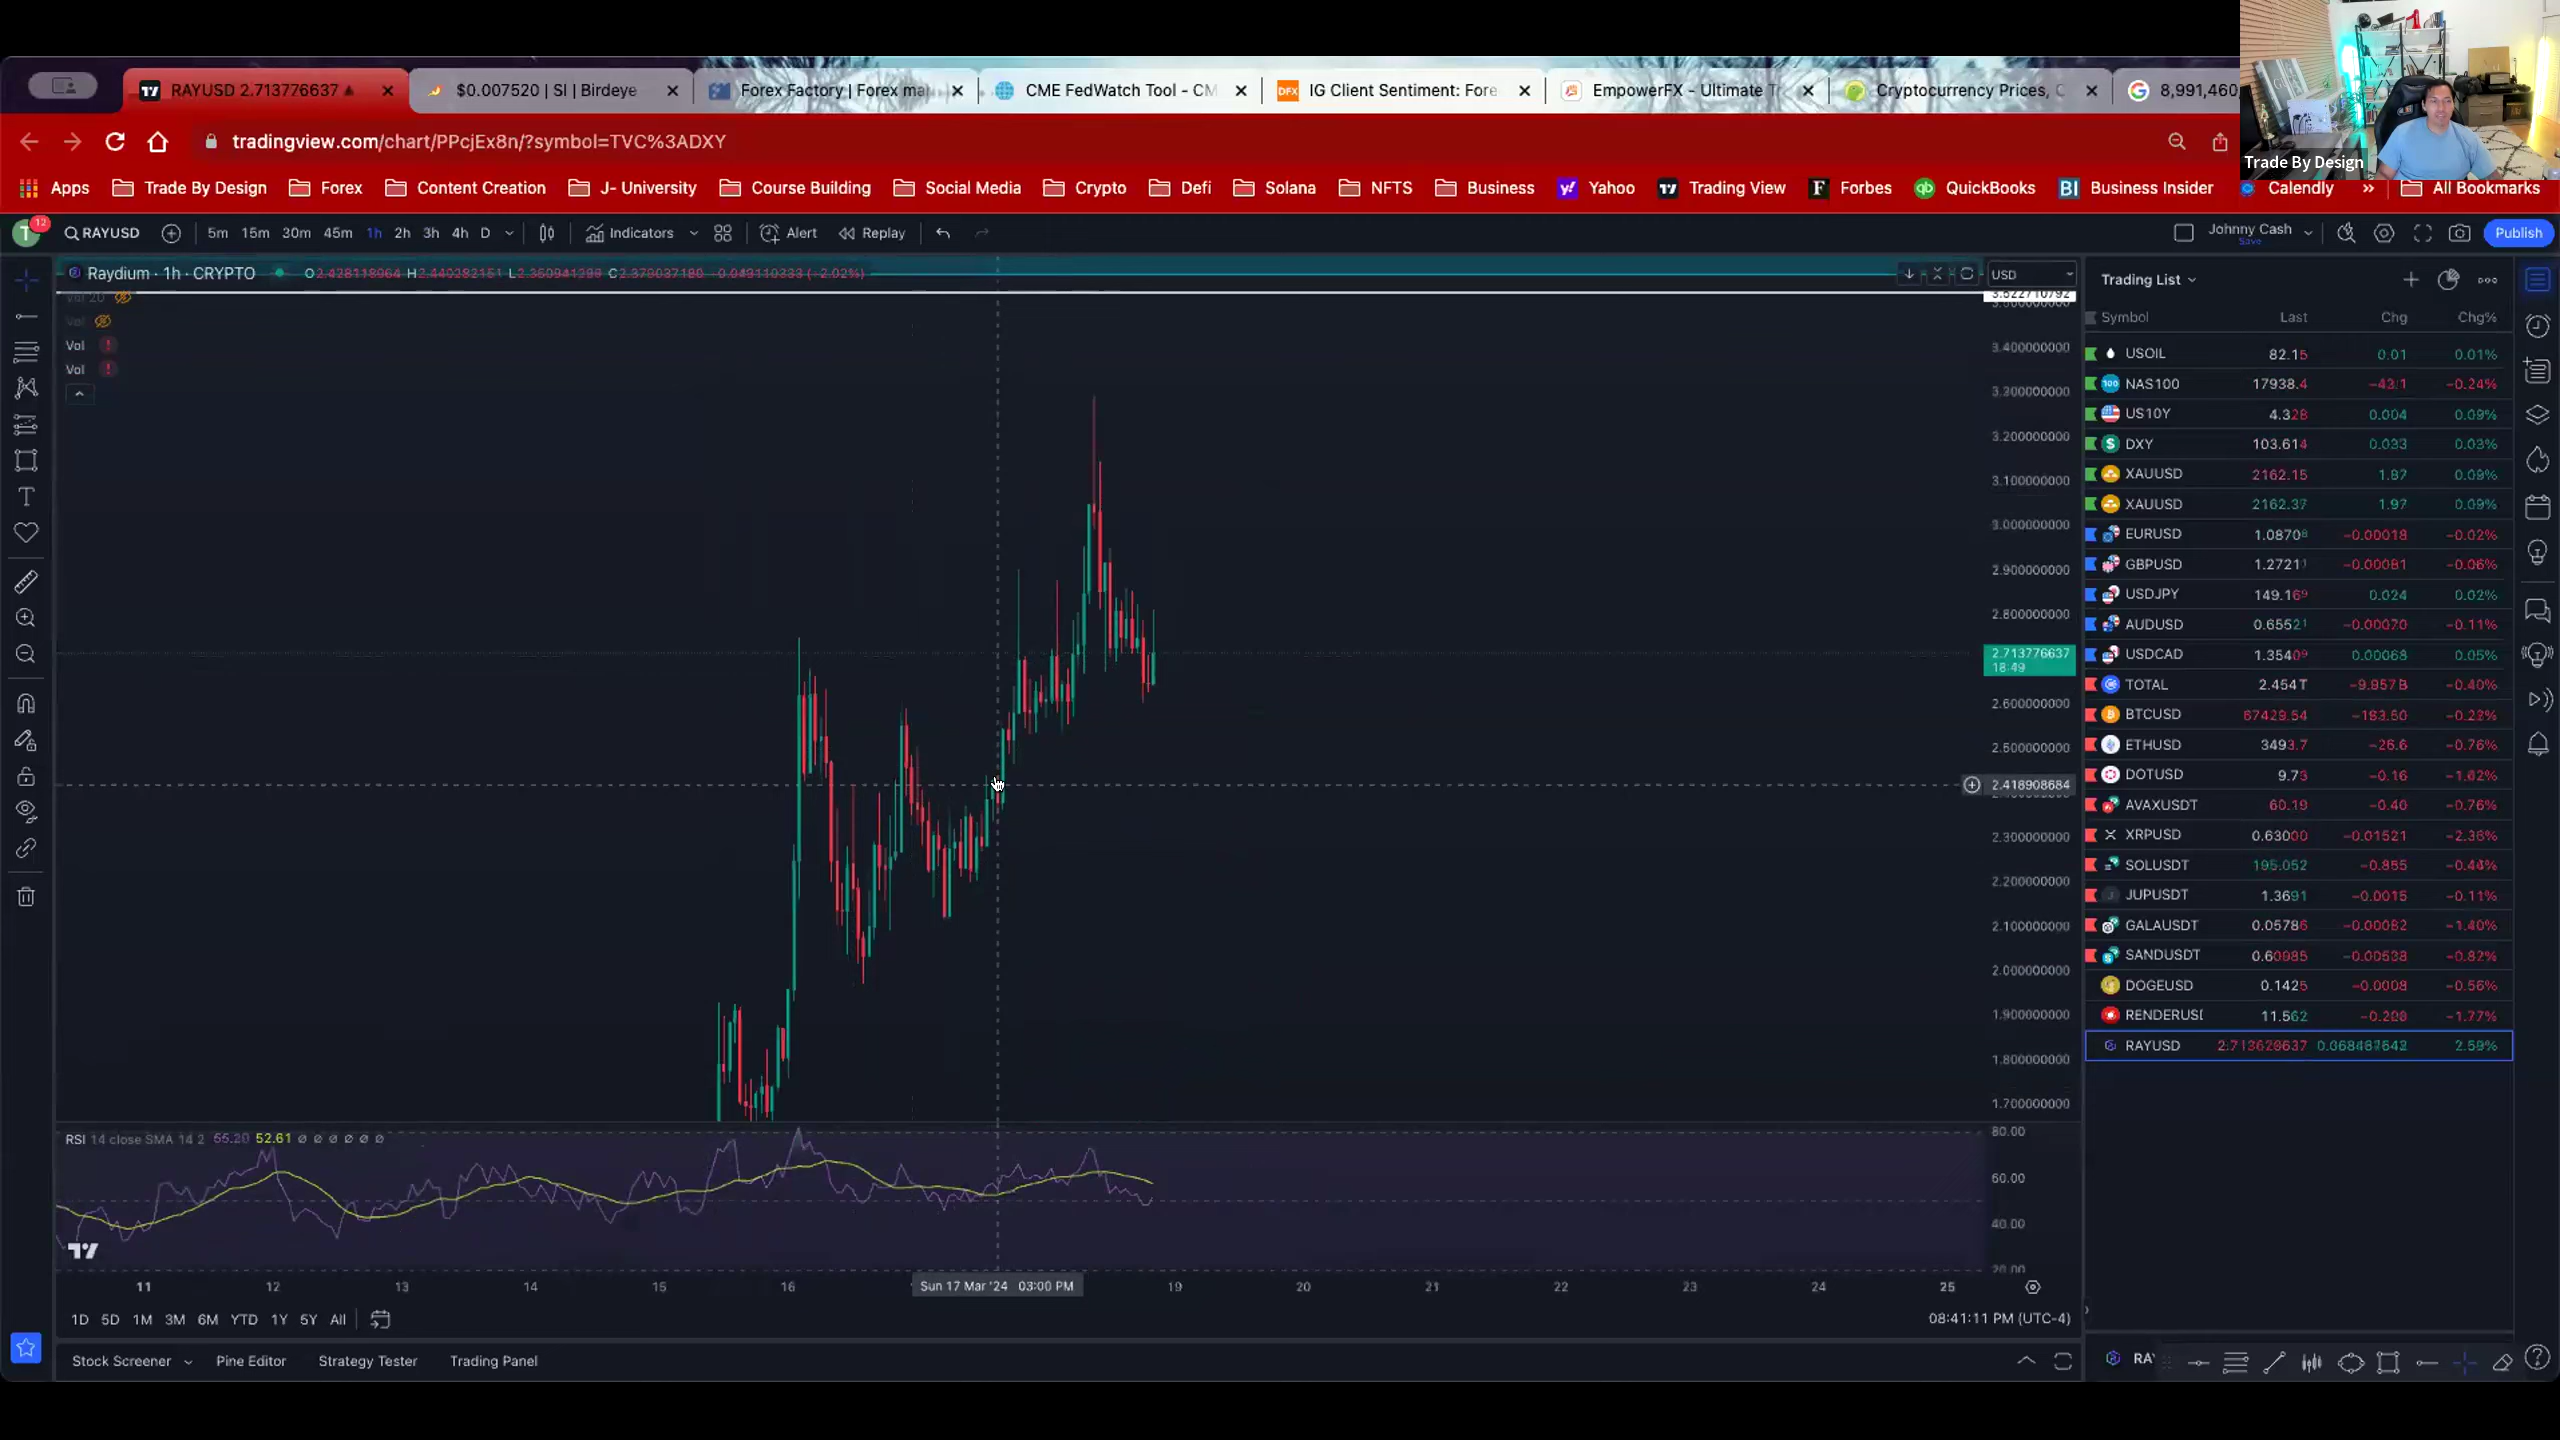 RAYUSD 2.713776637
$0.007520 | SI | Birdeye
Forex Factory | Forex ma
CME FedWatch Tool - CM
IG Client Sentiment: Fore
EmpowerFX - Ultimate T
Cryptocurrency Prices, C
8,991,460
tradingview.com/chart/PPcjEx8n/?symbol=TVC%3ADXY
Trade By Design
Apps Trade By Design Forex Content Creation J- University Course Building Social Media Crypto Defi Solana NFTS Business Yahoo Trading View Forbes QuickBooks Business Insider Calendly » All Bookmarks
T 12 RAYUSD 5m 15m 30m 45m 1h 2h 3h 4h D Indicators Alert Replay Johnny Cash Save Publish
Raydium · 1h · CRYPTO
USD
Vol 20
Vol
Vol
Vol
3.400000000
3.300000000
3.200000000
3.100000000
3.000000000
2.900000000
2.800000000
2.713776637
18:49
2.600000000
2.500000000
2.418908684
2.300000000
2.200000000
2.100000000
2.000000000
1.900000000
1.800000000
1.700000000
RSI 14 close SMA 14 2 52.61
80.00
60.00
40.00
20.00
11 12 13 14 15 16 Sun 17 Mar '24 03:00 PM 19 20 21 22 23 24 25
1D 5D 1M 3M 6M YTD 1Y 5Y All
08:41:11 PM (UTC-4)
Stock Screener Pine Editor Strategy Tester Trading Panel
Trading List
Symbol Last Chg Chg%
USOIL 82.15 0.01 0.01%
NAS100 17938.4 -0.24%
US10Y 4.328 0.004 0.09%
DXY 103.614 0.033 0.03%
XAUUSD 2162.15 1.87 0.09%
XAUUSD 2162.37 1.97 0.09%
EURUSD 1.08708 −0.00018 −0.02%
GBPUSD 1.27211 −0.00081 −0.06%
USDJPY 149.169 0.024 0.02%
AUDUSD 0.65521 −0.00070 −0.11%
USDCAD 1.35409 0.00068 0.05%
TOTAL 2.454T −9.957B −0.40%
BTCUSD 67429.54 −0.22%
ETHUSD 3493.7 −26.6 −0.76%
DOTUSD 9.73 −0.16 −1.62%
AVAXUSDT 60.19 −0.40 −0.76%
XRPUSD 0.63000 −0.01521 −2.36%
SOLUSDT 195.052 −0.855 −0.44%
JUPUSDT 1.3691 −0.0015 −0.11%
GALAUSDT 0.05786 −0.00082 −1.40%
SANDUSDT −0.82%
DOGEUSD 0.1425 −0.0008 −0.56%
RENDERUSI 11.562 −1.77%
RAYUSD 2.59%
RA